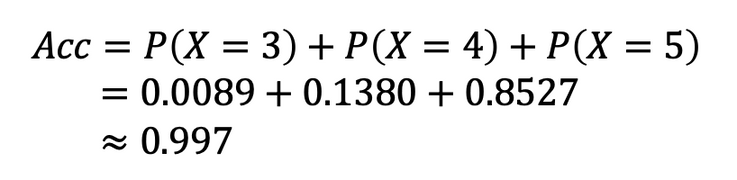 Acc = P(X = 3) + P(X = 4) + P(X = 5)
= 0.0089 + 0.1380 + 0.8527
≈ 0.997